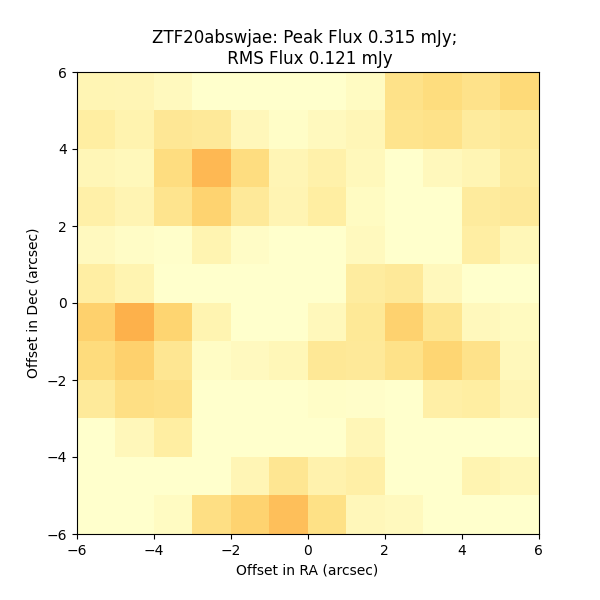 ZTF20abswjae: Peak Flux 0.315 mJy;
RMS Flux 0.121 mJy
6
4
2
0
−2
−4
−6
Offset in Dec (arcsec)
−6 −4 −2 0 2 4 6
Offset in RA (arcsec)